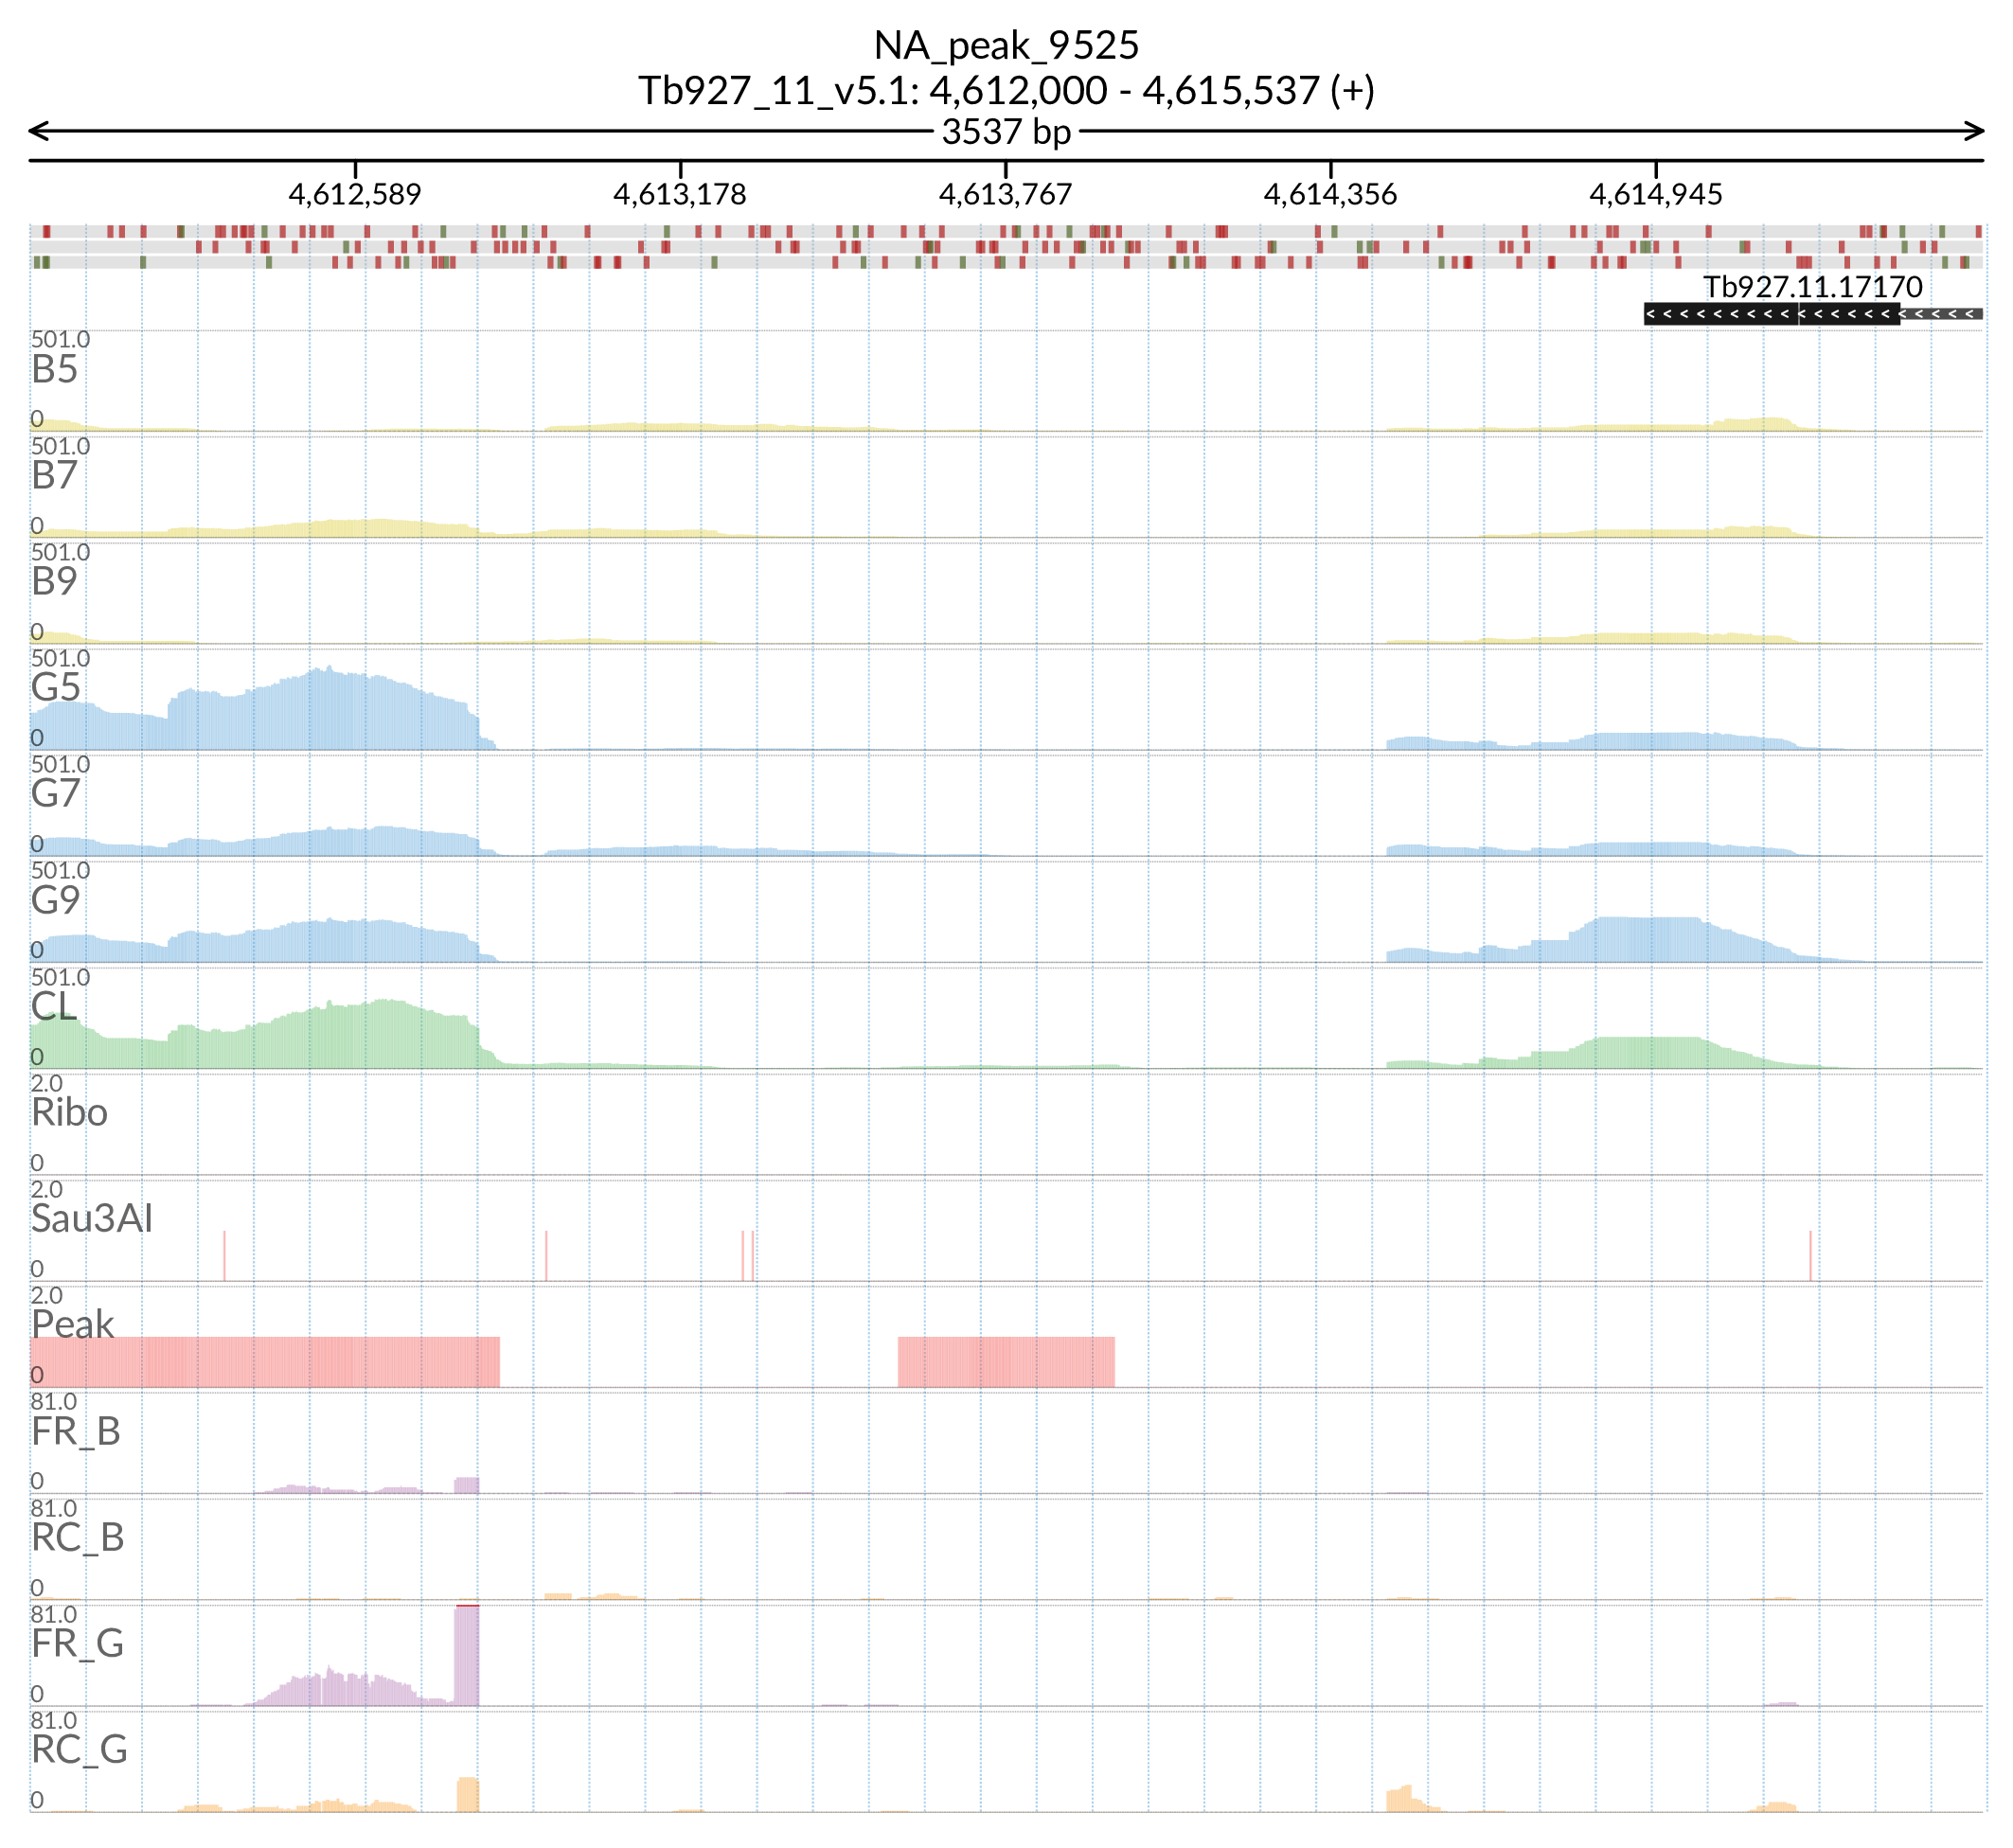 NA_peak_9525
Tb927_11_v5.1: 4,612,000 - 4,615,537 (+)
3537 bp
4,612,589 4,613,178 4,613,767 4,614,356 4,614,945
Tb927.11.17170
501.0
B5
0
501.0
B7
0
501.0
B9
0
501.0
G5
0
501.0
G7
0
501.0
G9
0
501.0
CL
0
2.0
Ribo
0
2.0
Sau3AI
0
2.0
Peak
0
81.0
FR_B
0
81.0
RC_B
0
81.0
FR_G
0
81.0
RC_G
0